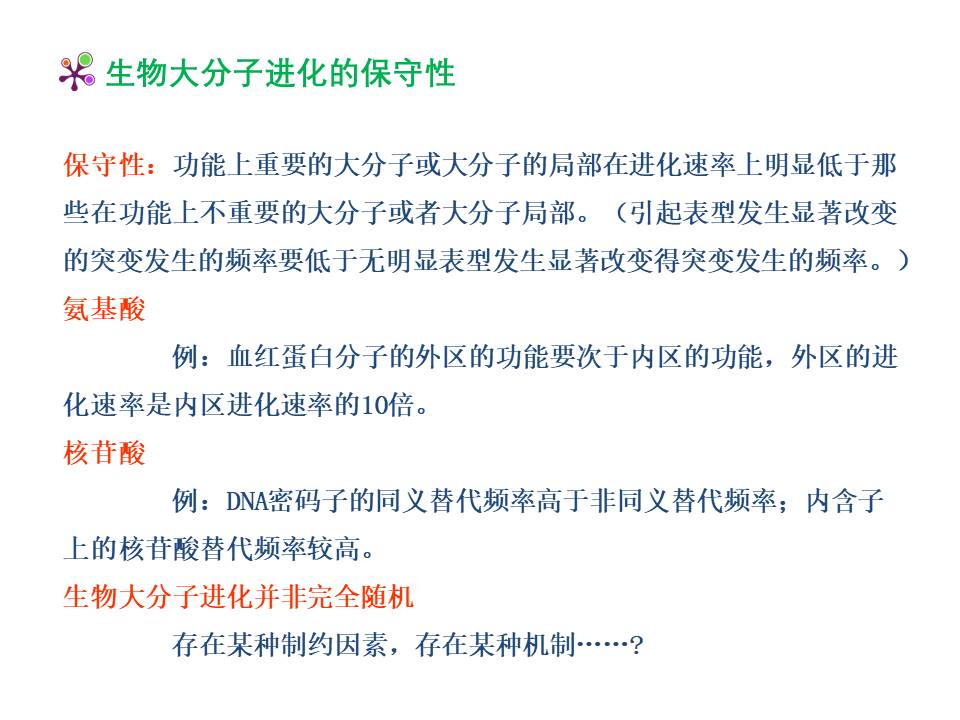 生物大分子进化的保守性
保守性：功能上重要的大分子或大分子的局部在进化速率上明显低于那
些在功能上不重要的大分子或者大分子局部。（引起表型发生显著改变
的突变发生的频率要低于无明显表型发生显著改变得突变发生的频率。）
氨基酸
例：血红蛋白分子的外区的功能要次于内区的功能，外区的进
化速率是内区进化速率的10倍。
核苷酸
例：DNA密码子的同义替代频率高于非同义替代频率；内含子
上的核苷酸替代频率较高。
生物大分子进化并非完全随机
存在某种制约因素，存在某种机制……?